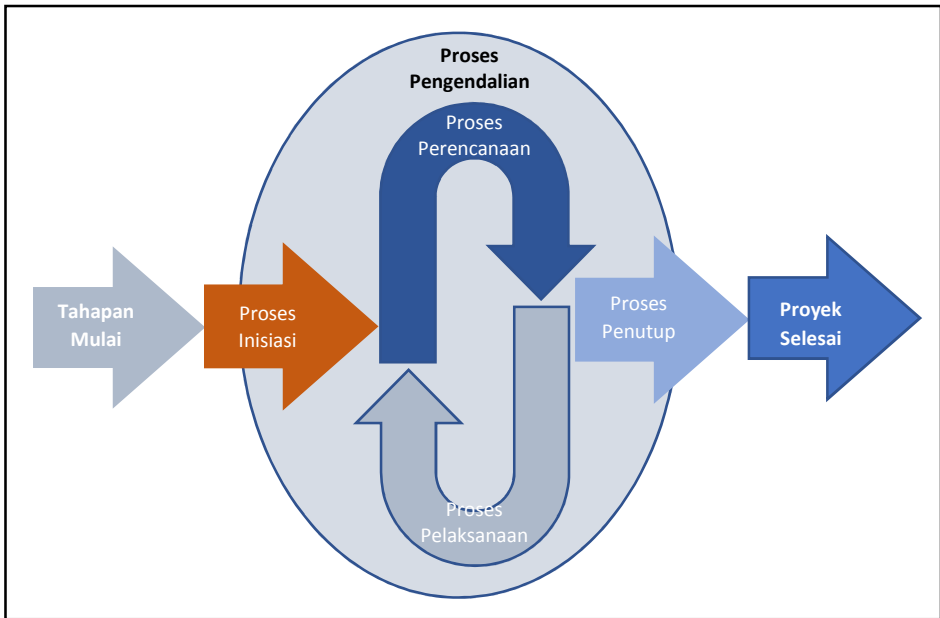 Proses
Pengendalian
Proses
Perencanaan
Tahapan
Mulai
Proses
Inisiasi
Proses
Penutup
Proyek
Selesai
Proses
Pelaksanaan